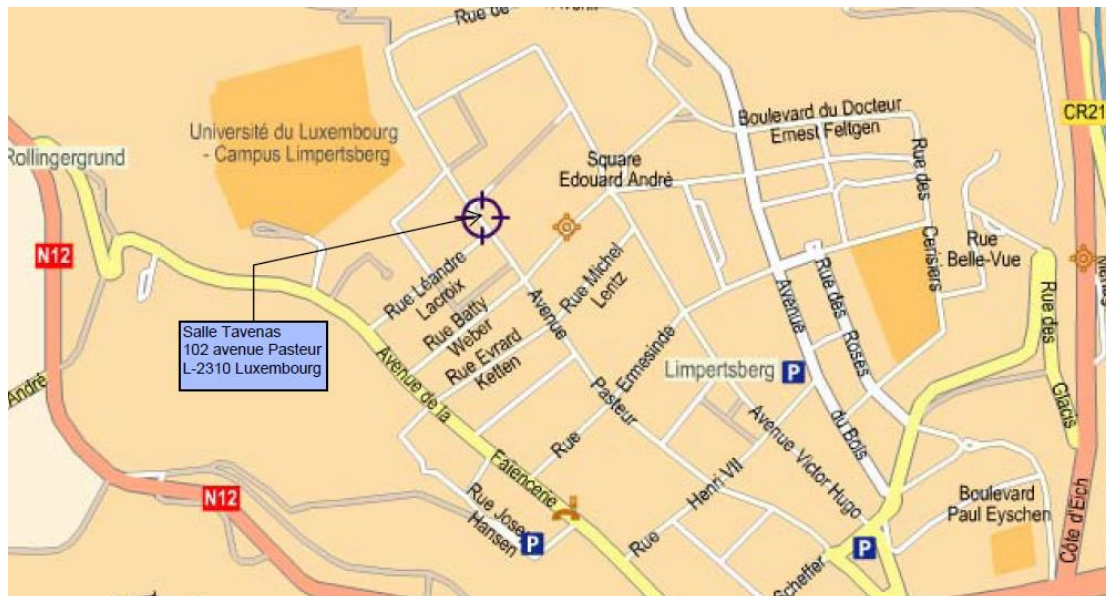 Rue de
Boulevard du Docteur
Ernest Feltgen
CR21
Université du Luxembourg
- Campus Limpertsberg
Rollingergrund
Square
Edouard André
Rue des
Cerisiers
Rue
Belle-Vue
N12
Rue Léandre
Lacroix
Rue Batty
Weber
Rue Evrard
Ketten
Rue Michel
Lentz
Avenue
Pasteur
Rue
Ermesinde
Avenue
du Bois
Rue des
Roses
Rue des
Glacis
Salle Tavenas
102 avenue Pasteur
L-2310 Luxembourg
Avenue de la
Faïencerie
Limpertsberg
P
André
Avenue Victor Hugo
Rue
Henri VII
N12
Rue Josep
Hansen
P
Boulevard
Paul Eyschen
P
Scheffer
Côte d'Eich